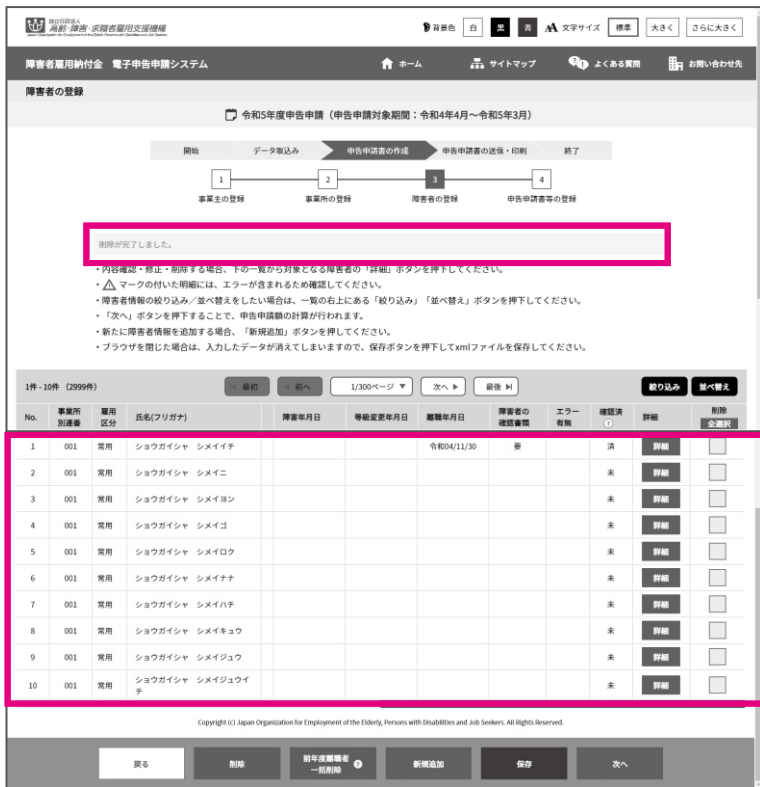 独立行政法人
高齢・障害・求職者雇用支援機構
Japan Organization for Employment of the Elderly, Persons with Disabilities and Job Seekers
背景色 白 黒 青 AA 文字サイズ 標準 大きく さらに大きく
障害者雇用納付金 電子申告申請システム ホーム サイトマップ よくある質問 お問い合わせ先
障害者の登録
令和5年度申告申請（申告申請対象期間：令和4年4月～令和5年3月）
開始 データ取込み 申告申請書の作成 申告申請書の送信・印刷 終了
1 2 3 4
事業主の登録 事業所の登録 障害者の登録 申告申請書等の登録
削除が完了しました。
・内容確認・修正・削除する場合、下の一覧から対象となる障害者の「詳細」ボタンを押下してください。
・⚠ マークの付いた明細には、エラーが含まれるため確認してください。
・障害者情報の絞り込み／並べ替えをしたい場合は、一覧の右上にある「絞り込み」「並べ替え」ボタンを押下してください。
・「次へ」ボタンを押下することで、申告申請額の計算が行われます。
・新たに障害者情報を追加する場合、「新規追加」ボタンを押してください。
・ブラウザを閉じた場合は、入力したデータが消えてしまいますので、保存ボタンを押下してxmlファイルを保存してください。
1件 - 10件 （2999件） 最初 前へ 1/300ページ ▼ 次へ ▶ 最後 絞り込み 並べ替え
No. 事業所別連番 雇用区分 氏名(フリガナ) 障害年月日 等級変更年月日 離職年月日 障害者の確認書類 エラー有無 確認済 ? 詳細 削除 全選択
1 001 常用 ショウガイシャ シメイイチ 令和04/11/30 要 済 詳細
2 001 常用 ショウガイシャ シメイニ 未 詳細
3 001 常用 ショウガイシャ シメイヨン 未 詳細
4 001 常用 ショウガイシャ シメイゴ 未 詳細
5 001 常用 ショウガイシャ シメイロク 未 詳細
6 001 常用 ショウガイシャ シメイナナ 未 詳細
7 001 常用 ショウガイシャ シメイハチ 未 詳細
8 001 常用 ショウガイシャ シメイキュウ 未 詳細
9 001 常用 ショウガイシャ シメイジュウ 未 詳細
10 001 常用 ショウガイシャ シメイジュウイチ 未 詳細
Copyright (c) Japan Organization for Employment of the Elderly, Persons with Disabilities and Job Seekers. All Rights Reserved.
戻る 削除 前年度離職者一括削除 ? 新規追加 保存 次へ